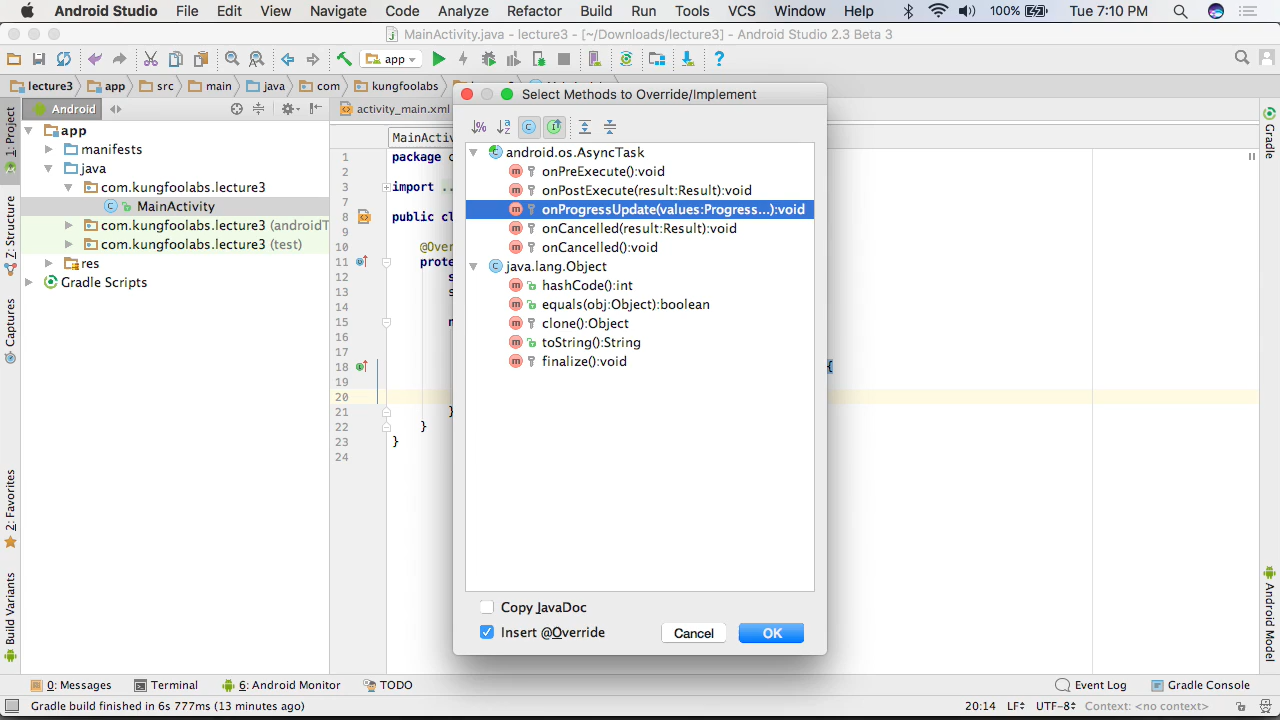 Android Studio File Edit View Navigate Code Analyze Refactor Build Run Tools VCS Window Help 100% Tue 7:10 PM
MainActivity.java - lecture3 - [~/Downloads/lecture3] - Android Studio 2.3 Beta 3
app
lecture3 app src main java com kungfoolabs
Select Methods to Override/Implement
Android
activity_main.xml
1: Project
Z: Structure
Captures
2: Favorites
Build Variants
app
manifests
java
com.kungfoolabs.lecture3
MainActivity
com.kungfoolabs.lecture3 (androidT
com.kungfoolabs.lecture3 (test)
res
Gradle Scripts
MainActiv
1 package c
2
3 import ..
7
8 public cl
9
10 @Over
11 prote
12 s
13 s
14
15 n
16
17
18 {
19
20
21 }
22 }
23 }
24
android.os.AsyncTask
onPreExecute():void
onPostExecute(result:Result):void
onProgressUpdate(values:Progress...):void
onCancelled(result:Result):void
onCancelled():void
java.lang.Object
hashCode():int
equals(obj:Object):boolean
clone():Object
toString():String
finalize():void
Copy JavaDoc
Insert @Override
Cancel OK
Gradle
Android Model
0: Messages Terminal 6: Android Monitor TODO Event Log Gradle Console
Gradle build finished in 6s 777ms (13 minutes ago) 20:14 LF UTF-8 Context: <no context>